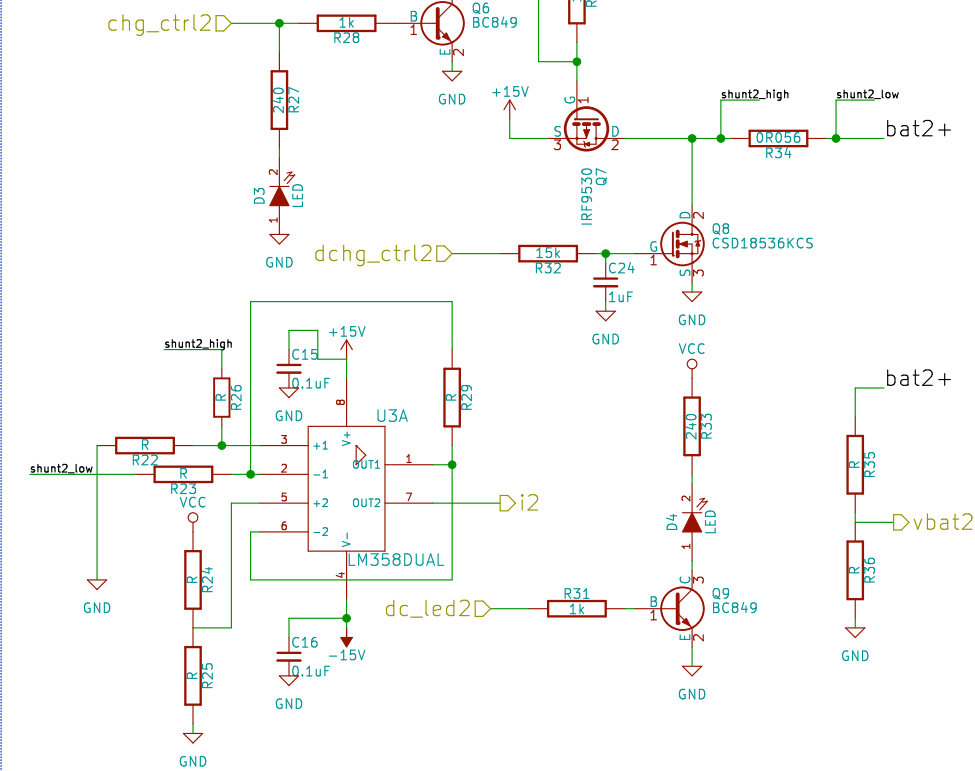 chg_ctrl2
1k
R28
B
1
Q6
BC849
E
2
GND
R
240
R27
2
D3
LED
1
GND
+15V
G
1
S
3
D
2
IRF9530
Q7
shunt2_high
shunt2_low
0R056
R34
bat2+
dchg_ctrl2
15k
R32
C24
1uF
GND
G
1
D
2
S
3
Q8
CSD18536KCS
GND
shunt2_high
R
R26
C15
0.1uF
GND
+15V
8
U3A
R29
R
R22
shunt2_low
R
R23
3
+1
2
-1
5
+2
6
-2
V+
V-
OUT1
1
OUT2
7
i2
LM358DUAL
4
VCC
R
R24
R
R25
GND
GND
C16
0.1uF
GND
-15V
VCC
240
R33
2
D4
LED
1
dc_led2
R31
1k
B
1
C
3
E
2
Q9
BC849
GND
bat2+
R
R35
vbat2
R
R36
GND